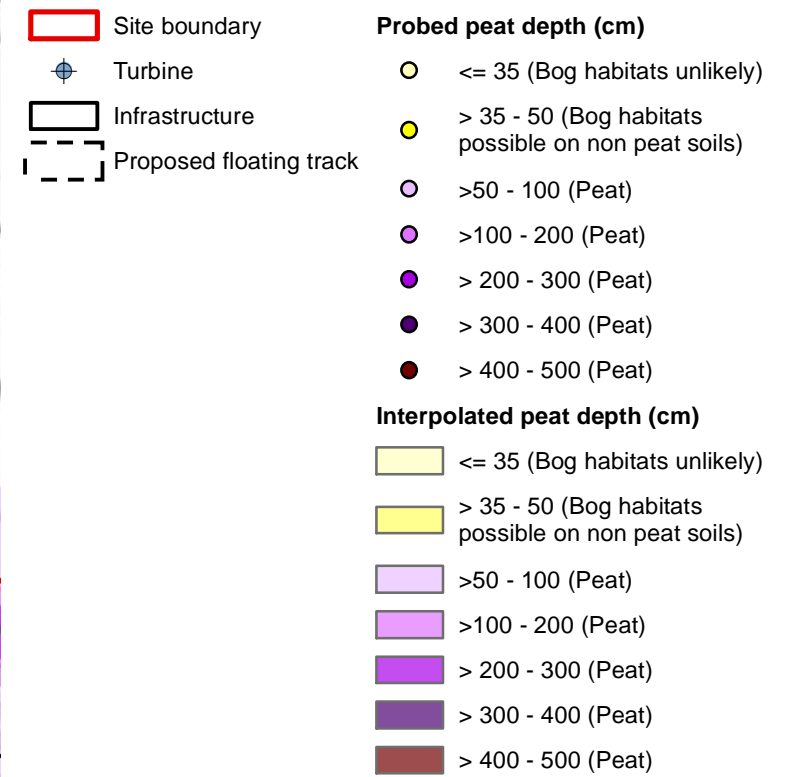 Site boundary
Turbine
Infrastructure
Proposed floating track
Probed peat depth (cm)
<= 35 (Bog habitats unlikely)
> 35 - 50 (Bog habitats
possible on non peat soils)
>50 - 100 (Peat)
>100 - 200 (Peat)
> 200 - 300 (Peat)
> 300 - 400 (Peat)
> 400 - 500 (Peat)
Interpolated peat depth (cm)
<= 35 (Bog habitats unlikely)
> 35 - 50 (Bog habitats
possible on non peat soils)
>50 - 100 (Peat)
>100 - 200 (Peat)
> 200 - 300 (Peat)
> 300 - 400 (Peat)
> 400 - 500 (Peat)